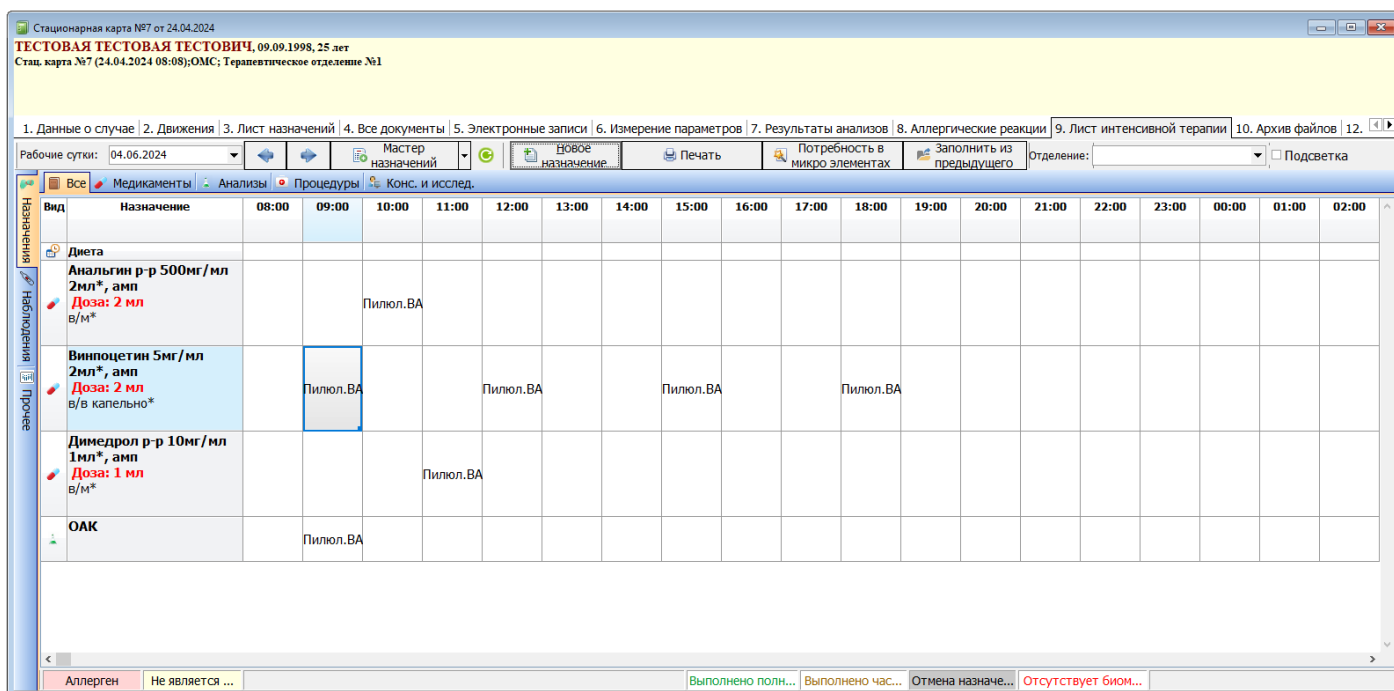 Стационарная карта №7 от 24.04.2024
ТЕСТОВАЯ ТЕСТОВАЯ ТЕСТОВИЧ, 09.09.1998, 25 лет
Стац. карта №7 (24.04.2024 08:08);ОМС; Терапевтическое отделение №1
1. Данные о случае 2. Движения 3. Лист назначений 4. Все документы 5. Электронные записи 6. Измерение параметров 7. Результаты анализов 8. Аллергические реакции 9. Лист интенсивной терапии 10. Архив файлов 12.
Рабочие сутки: 04.06.2024 Мастер назначений Новое назначение Печать Потребность в микро элементах Заполнить из предыдущего Отделение: Подсветка
Назначения
Наблюдения
Прочее
Все Медикаменты Анализы Процедуры Конс. и исслед.
Вид Назначение 08:00 09:00 10:00 11:00 12:00 13:00 14:00 15:00 16:00 17:00 18:00 19:00 20:00 21:00 22:00 23:00 00:00 01:00 02:00
Диета
Анальгин р-р 500мг/мл
2мл*, амп
Доза: 2 мл
в/м*
Пилюл.ВА
Винпоцетин 5мг/мл
2мл*, амп
Доза: 2 мл
в/в капельно*
Пилюл.ВА Пилюл.ВА Пилюл.ВА Пилюл.ВА
Димедрол р-р 10мг/мл
1мл*, амп
Доза: 1 мл
в/м*
Пилюл.ВА
ОАК
Пилюл.ВА
Аллерген Не является ... Выполнено полн... Выполнено час... Отмена назначе... Отсутствует биом...